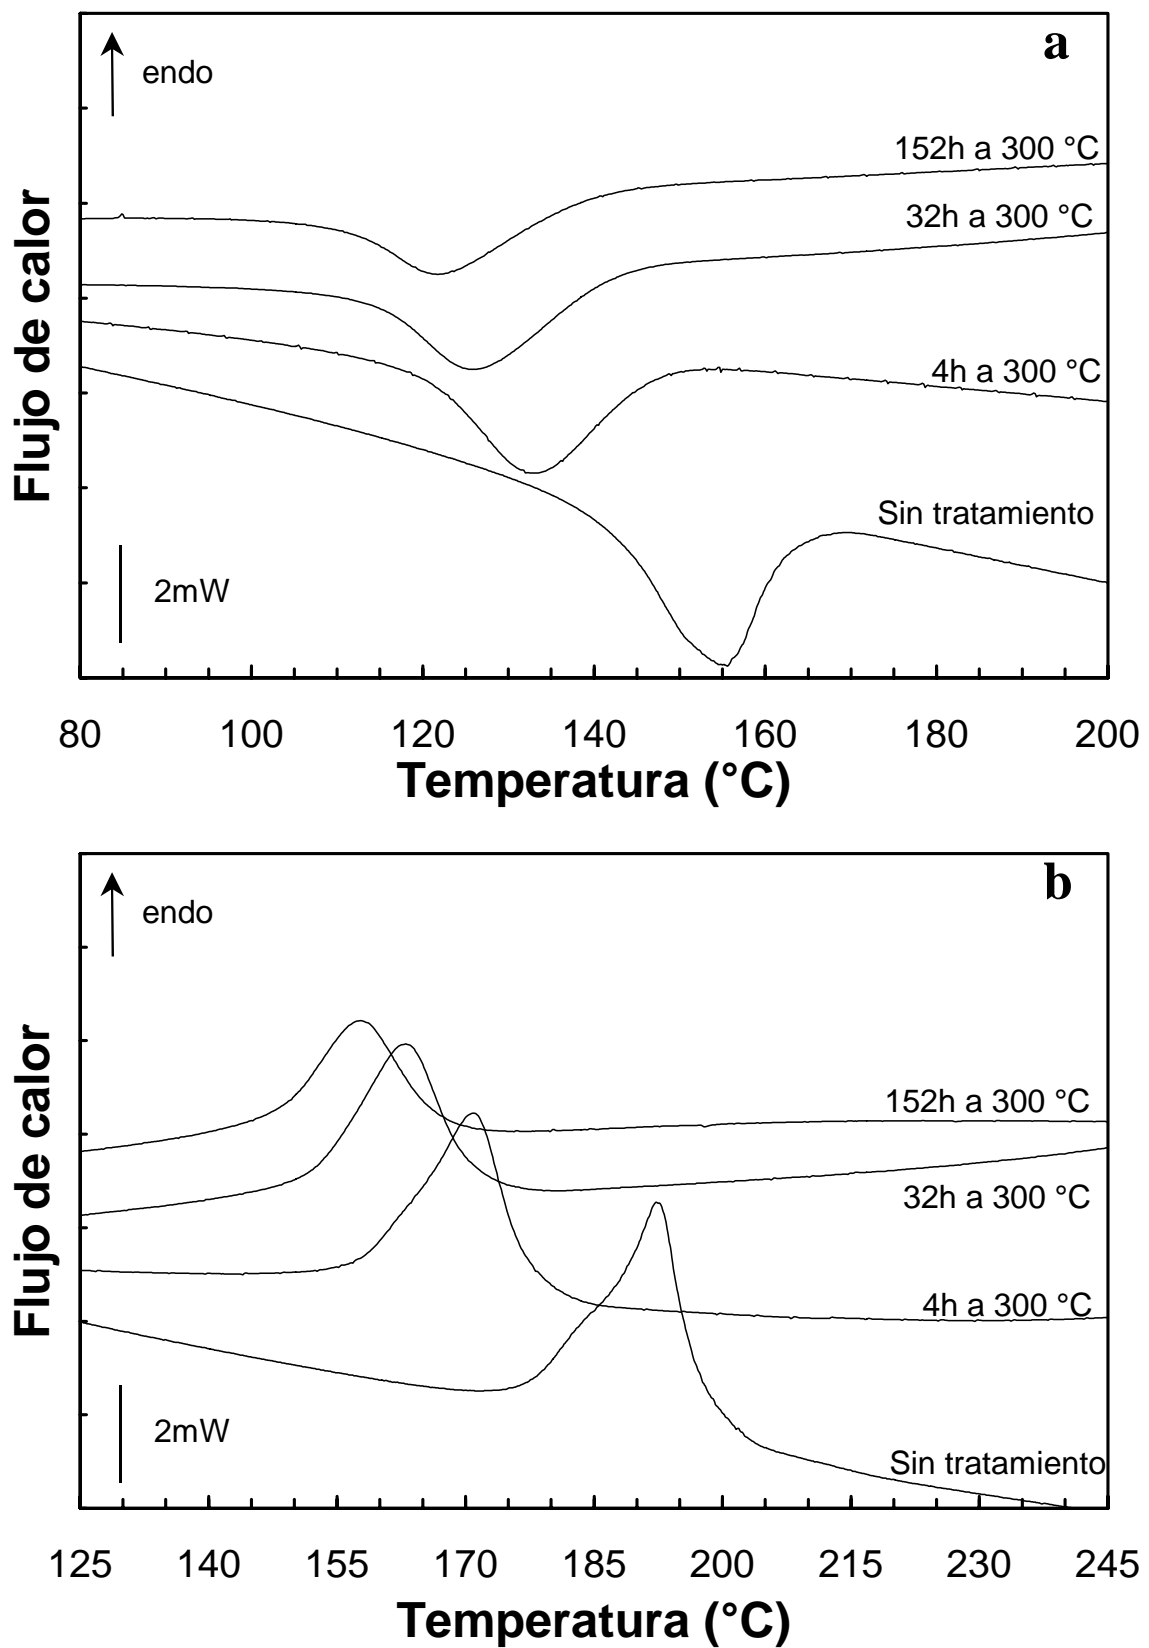 a
endo
152h a 300 °C
32h a 300 °C
4h a 300 °C
Sin tratamiento
2mW
Flujo de calor
80 100 120 140 160 180 200
Temperatura (°C)
b
endo
152h a 300 °C
32h a 300 °C
4h a 300 °C
2mW
Sin tratamiento
Flujo de calor
125 140 155 170 185 200 215 230 245
Temperatura (°C)